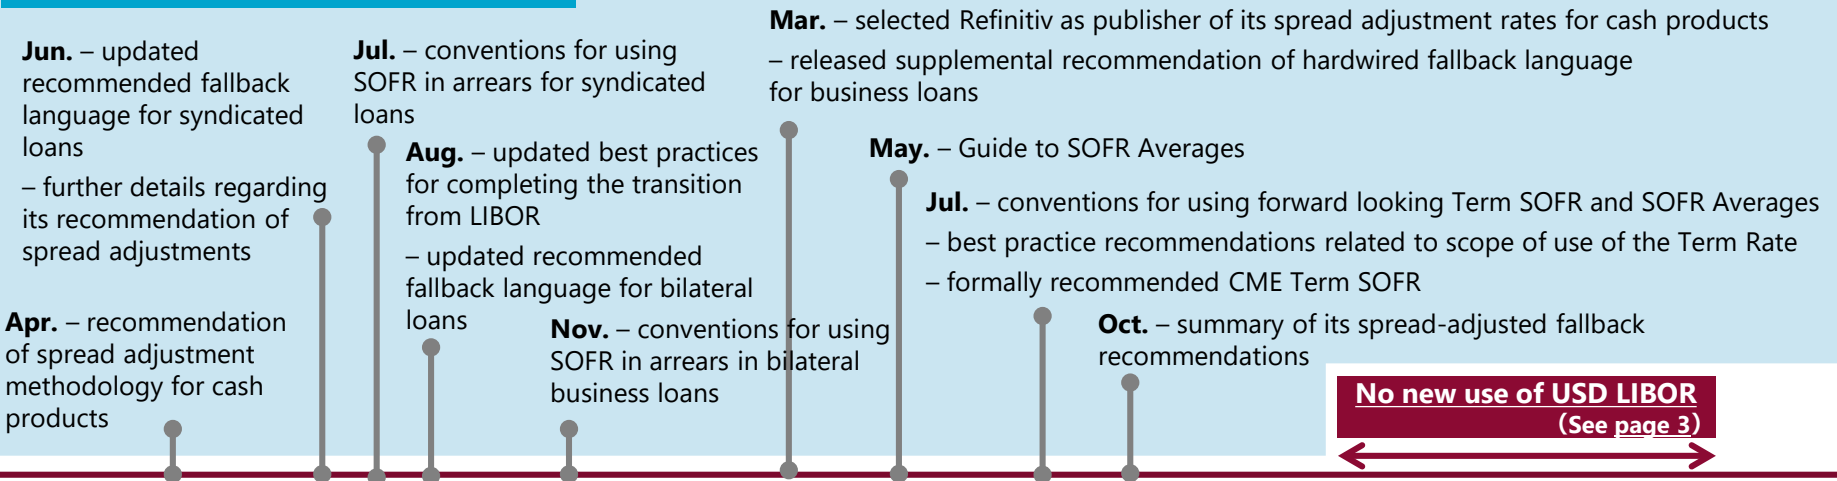 Jun. – updated
recommended fallback
language for syndicated
loans
– further details regarding
its recommendation of
spread adjustments
Apr. – recommendation
of spread adjustment
methodology for cash
products
Jul. – conventions for using
SOFR in arrears for syndicated
loans
Aug. – updated best practices
for completing the transition
from LIBOR
– updated recommended
fallback language for bilateral
loans
Nov. – conventions for using
SOFR in arrears in bilateral
business loans
Mar. – selected Refinitiv as publisher of its spread adjustment rates for cash products
– released supplemental recommendation of hardwired fallback language
for business loans
May. – Guide to SOFR Averages
Jul. – conventions for using forward looking Term SOFR and SOFR Averages
– best practice recommendations related to scope of use of the Term Rate
– formally recommended CME Term SOFR
Oct. – summary of its spread-adjusted fallback
recommendations
No new use of USD LIBOR
(See page 3)